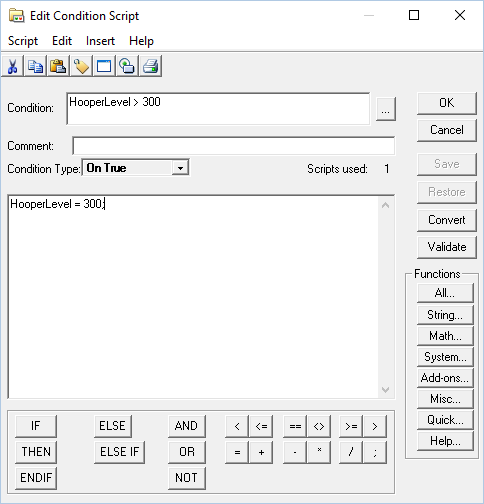 Edit Condition Script
Script Edit Insert Help
Condition: HooperLevel > 300 ...
OK
Cancel
Comment:
Condition Type: On True Scripts used: 1
Save
Restore
HooperLevel = 300;
Convert
Validate
Functions
All...
String...
Math...
System...
Add-ons...
Misc...
Quick...
Help...
IF ELSE AND < <= == <> >= >
THEN ELSE IF OR = + - * / ;
ENDIF NOT